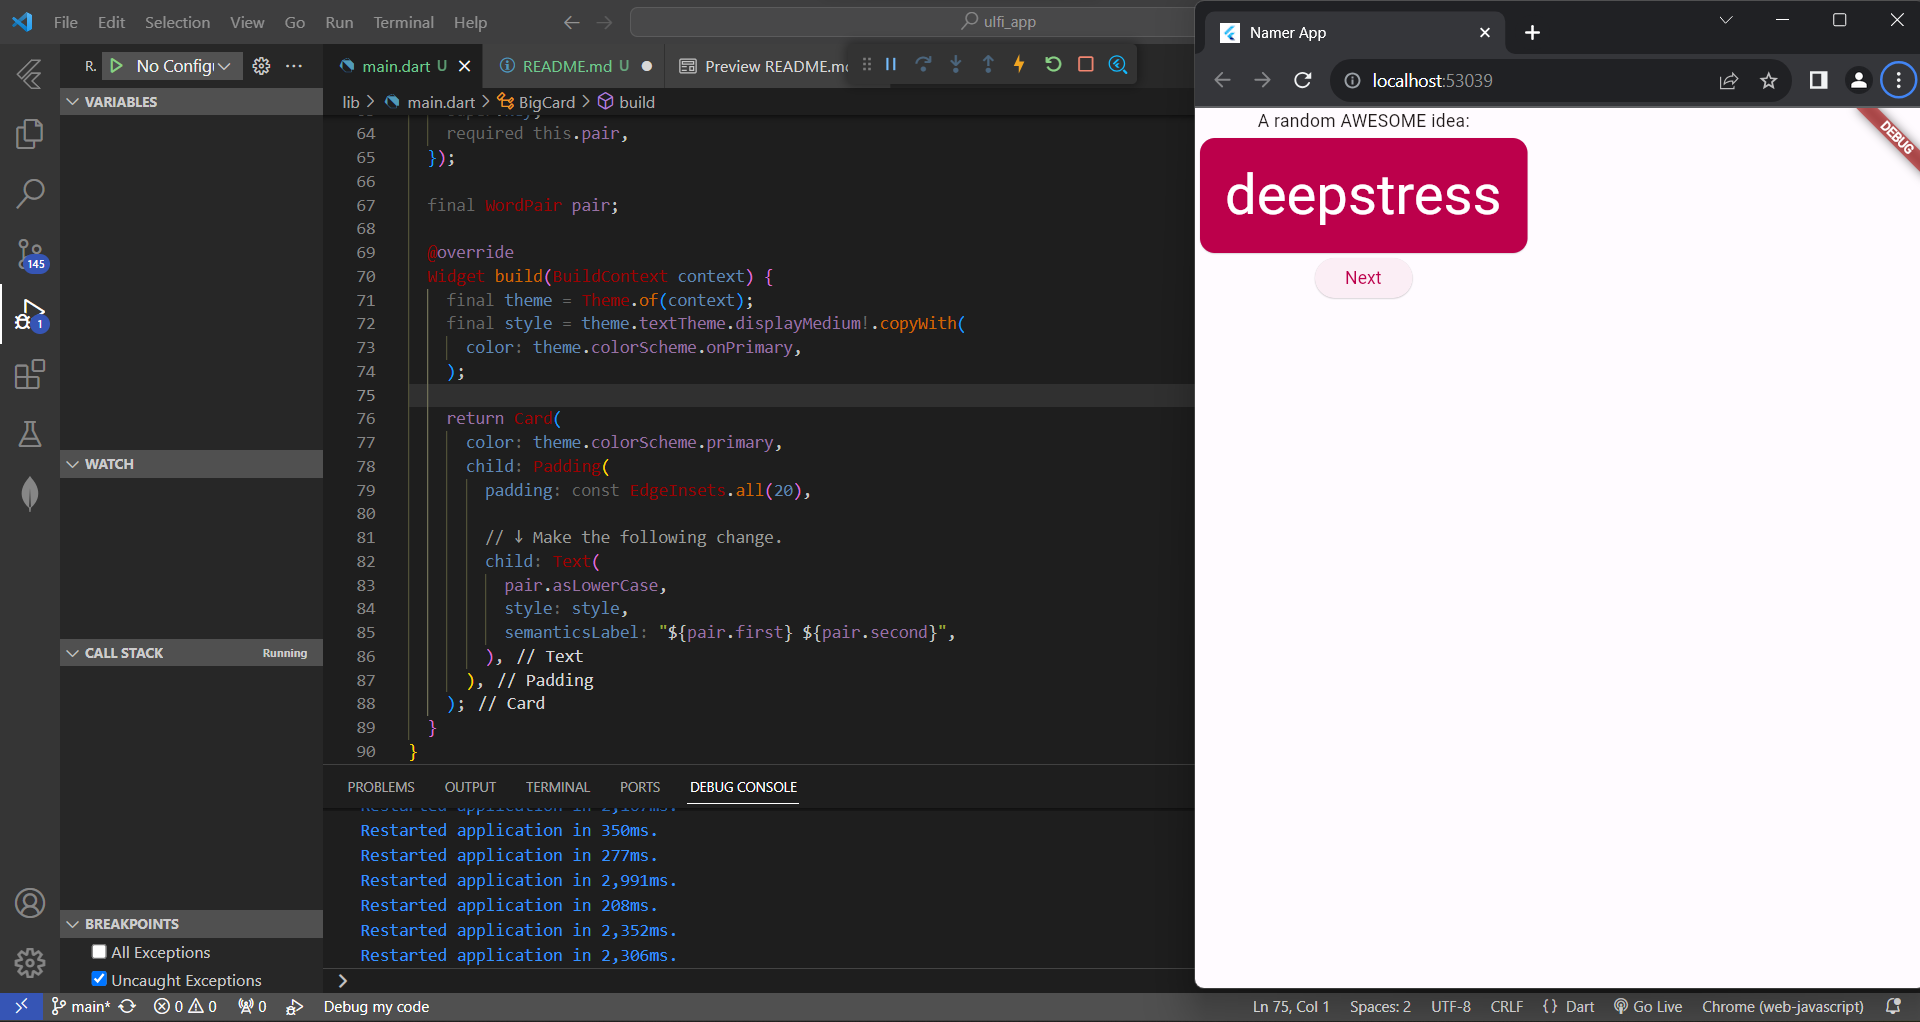 File Edit Selection View Go Run Terminal Help
ulfi_app
R. No Config
main.dart U
README.md U
Preview README.md
lib > main.dart > BigCard > build
VARIABLES
WATCH
CALL STACK Running
BREAKPOINTS
All Exceptions
Uncaught Exceptions
145
1
64 required this.pair,
65 });
66
67 final WordPair pair;
68
69 @override
70 Widget build(BuildContext context) {
71 final theme = Theme.of(context);
72 final style = theme.textTheme.displayMedium!.copyWith(
73 color: theme.colorScheme.onPrimary,
74 );
75
76 return Card(
77 color: theme.colorScheme.primary,
78 child: Padding(
79 padding: const EdgeInsets.all(20),
80
81 // ↓ Make the following change.
82 child: Text(
83 pair.asLowerCase,
84 style: style,
85 semanticsLabel: "${pair.first} ${pair.second}",
86 ), // Text
87 ), // Padding
88 ); // Card
89 }
90 }
PROBLEMS OUTPUT TERMINAL PORTS DEBUG CONSOLE
Restarted application in 350ms.
Restarted application in 277ms.
Restarted application in 2,991ms.
Restarted application in 208ms.
Restarted application in 2,352ms.
Restarted application in 2,306ms.
main* 0 0 0 Debug my code
Ln 75, Col 1 Spaces: 2 UTF-8 CRLF {} Dart Go Live Chrome (web-javascript)
Namer App
localhost:53039
A random AWESOME idea:
deepstress
Next
DEBUG